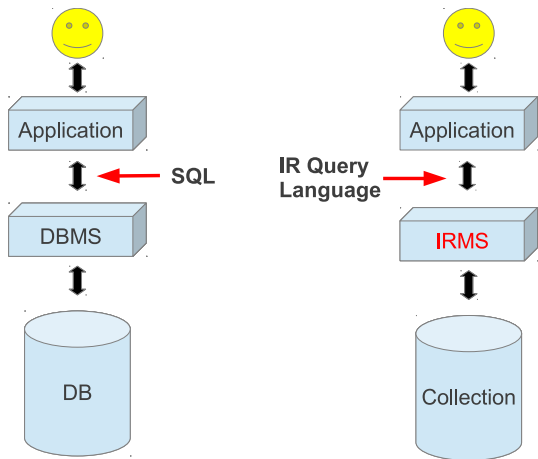 Application
SQL
DBMS
DB
Application
IR Query
Language
IRMS
Collection